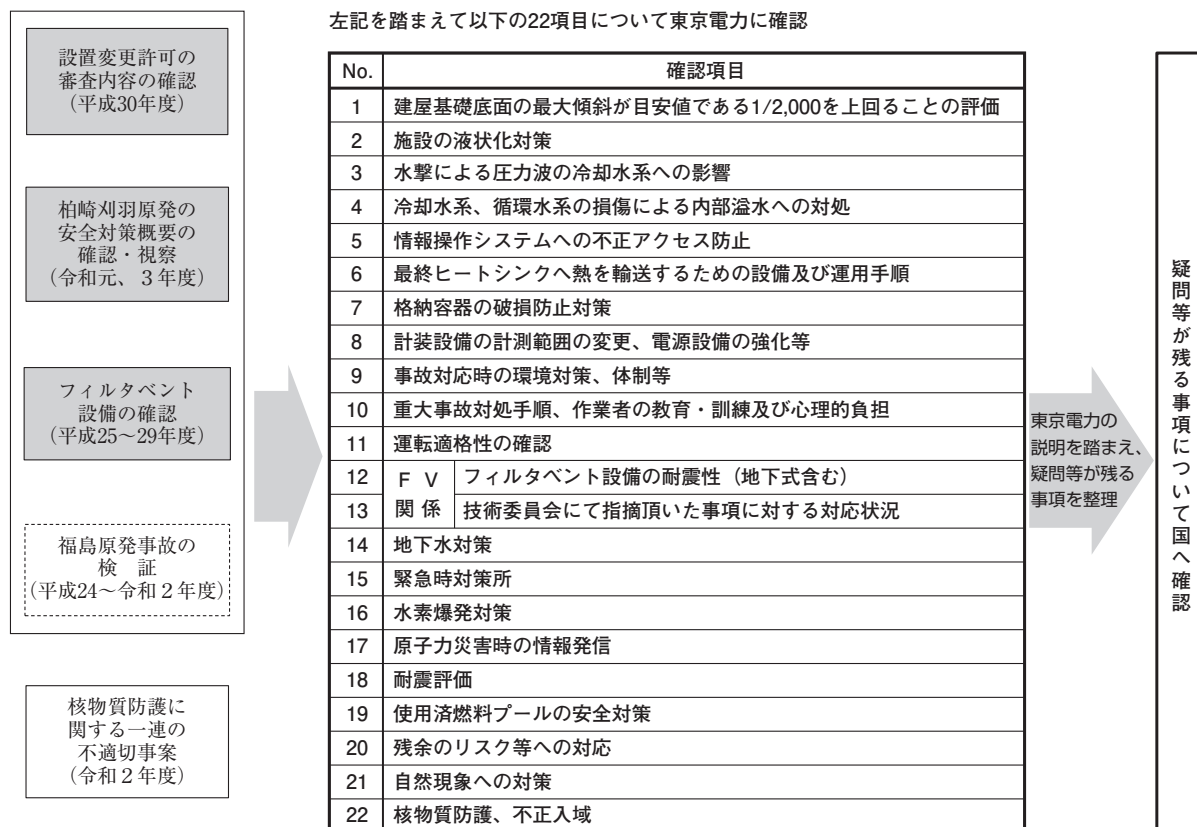 設置変更許可の
審査内容の確認
(平成30年度)
柏崎刈羽原発の
安全対策概要の
確認・視察
(令和元、3年度)
フィルタベント
設備の確認
(平成25~29年度)
福島原発事故の
検 証
(平成24~令和2年度)
核物質防護に
関する一連の
不適切事案
(令和2年度)
左記を踏まえて以下の22項目について東京電力に確認
No. 確認項目
1 建屋基礎底面の最大傾斜が目安値である1/2,000を上回ることの評価
2 施設の液状化対策
3 水撃による圧力波の冷却水系への影響
4 冷却水系、循環水系の損傷による内部溢水への対処
5 情報操作システムへの不正アクセス防止
6 最終ヒートシンクへ熱を輸送するための設備及び運用手順
7 格納容器の破損防止対策
8 計装設備の計測範囲の変更、電源設備の強化等
9 事故対応時の環境対策、体制等
10 重大事故対処手順、作業者の教育・訓練及び心理的負担
11 運転適格性の確認
12 FV関係 フィルタベント設備の耐震性(地下式含む)
13 技術委員会にて指摘頂いた事項に対する対応状況
14 地下水対策
15 緊急時対策所
16 水素爆発対策
17 原子力災害時の情報発信
18 耐震評価
19 使用済燃料プールの安全対策
20 残余のリスク等への対応
21 自然現象への対策
22 核物質防護、不正入域
東京電力の
説明を踏まえ、
疑問等が残る
事項を整理
疑問等が残る事項について国へ確認